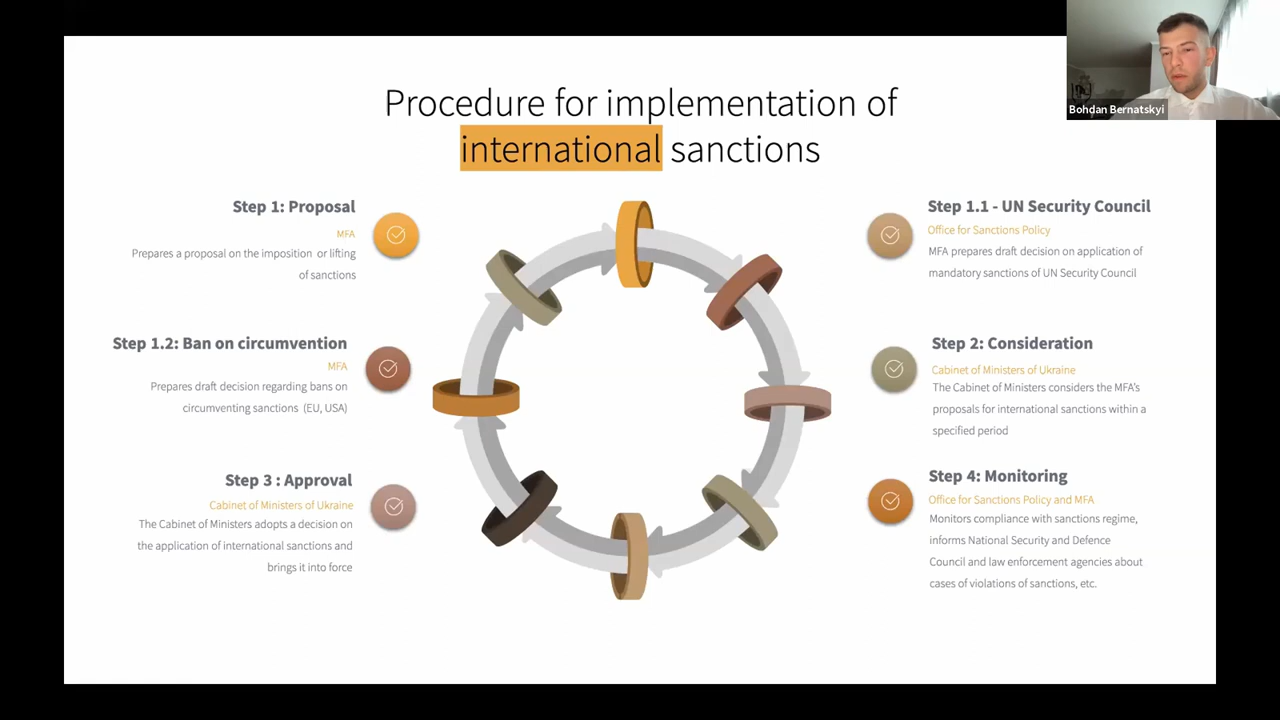 Bohdan Bernatskyi
Procedure for implementation of
international sanctions
Step 1: Proposal
MFA
Prepares a proposal on the imposition or lifting
of sanctions
Step 1.1 - UN Security Council
Office for Sanctions Policy
MFA prepares draft decision on application of
mandatory sanctions of UN Security Council
Step 1.2: Ban on circumvention
MFA
Prepares draft decision regarding bans on
circumventing sanctions (EU, USA)
Step 2: Consideration
Cabinet of Ministers of Ukraine
The Cabinet of Ministers considers the MFA's
proposals for international sanctions within a
specified period
Step 3 : Approval
Cabinet of Ministers of Ukraine
The Cabinet of Ministers adopts a decision on
the application of international sanctions and
brings it into force
Step 4: Monitoring
Office for Sanctions Policy and MFA
Monitors compliance with sanctions regime,
informs National Security and Defence
Council and law enforcement agencies about
cases of violations of sanctions, etc.